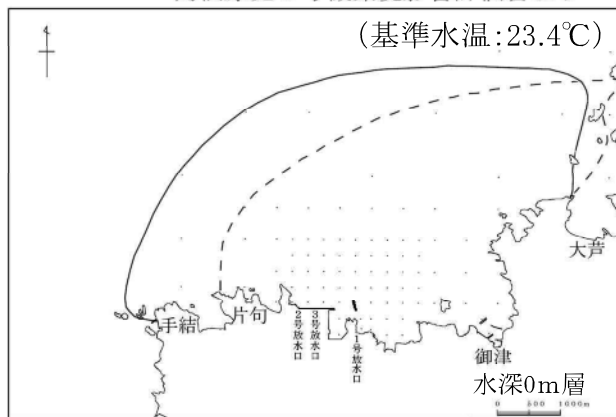 (基準水温:23.4℃)
大芦
手結
片句
2号放水口
3号放水口
1号放水口
御津
水深0m層
0 500 1000m